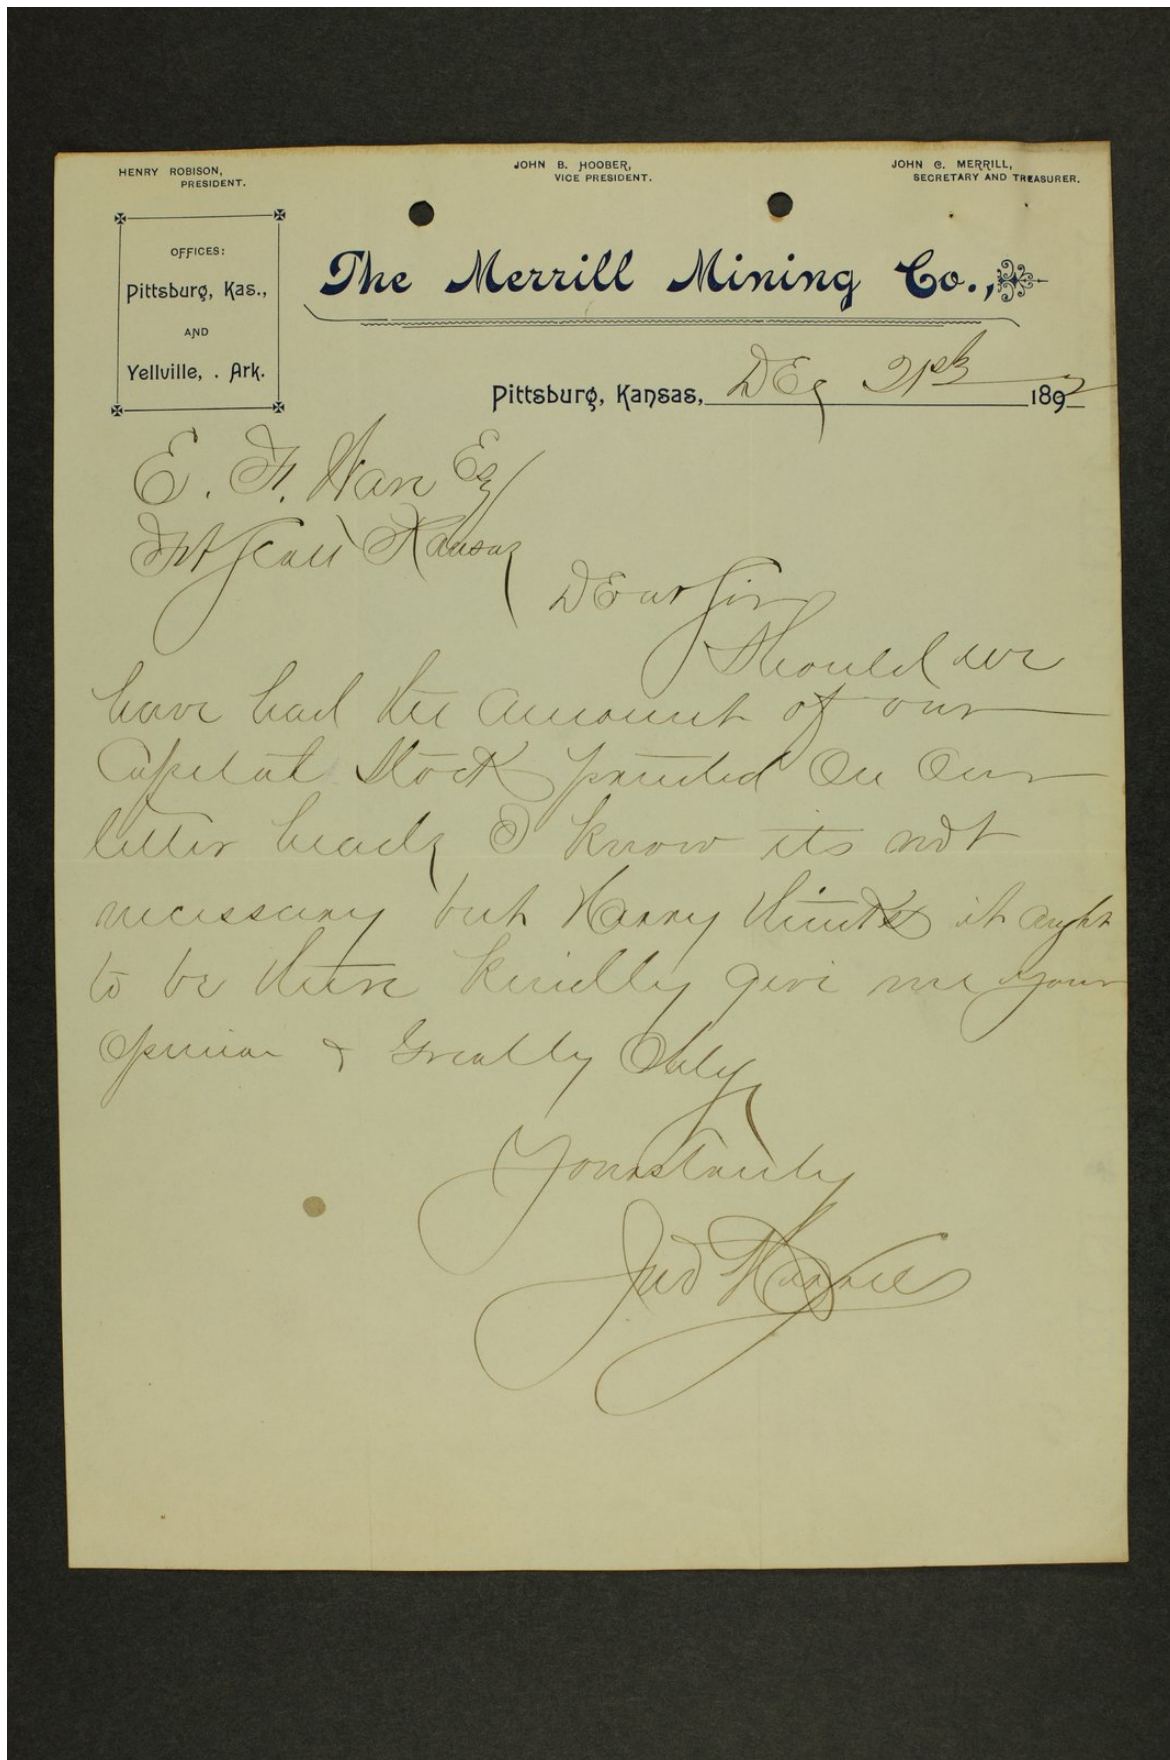 HENRY ROBISON,
PRESIDENT.
JOHN B. HOOBER,
VICE PRESIDENT.
JOHN C. MERRILL,
SECRETARY AND TREASURER.
OFFICES:
Pittsburg, Kas.,
AND
Yellville, . Ark.
The Merrill Mining Co.,
Pittsburg, Kansas, Dec 21st 1892
E. F. Ware Esq
Ft Scott Kansas
Dear Sir
Should we
have had the amount of our
Capital Stock printed On Our
letter heads I know its not
necessary but Harry thinks it aught
to be there kindly give me your
Opinion & Greatly Oblg
Yours truly
Jno